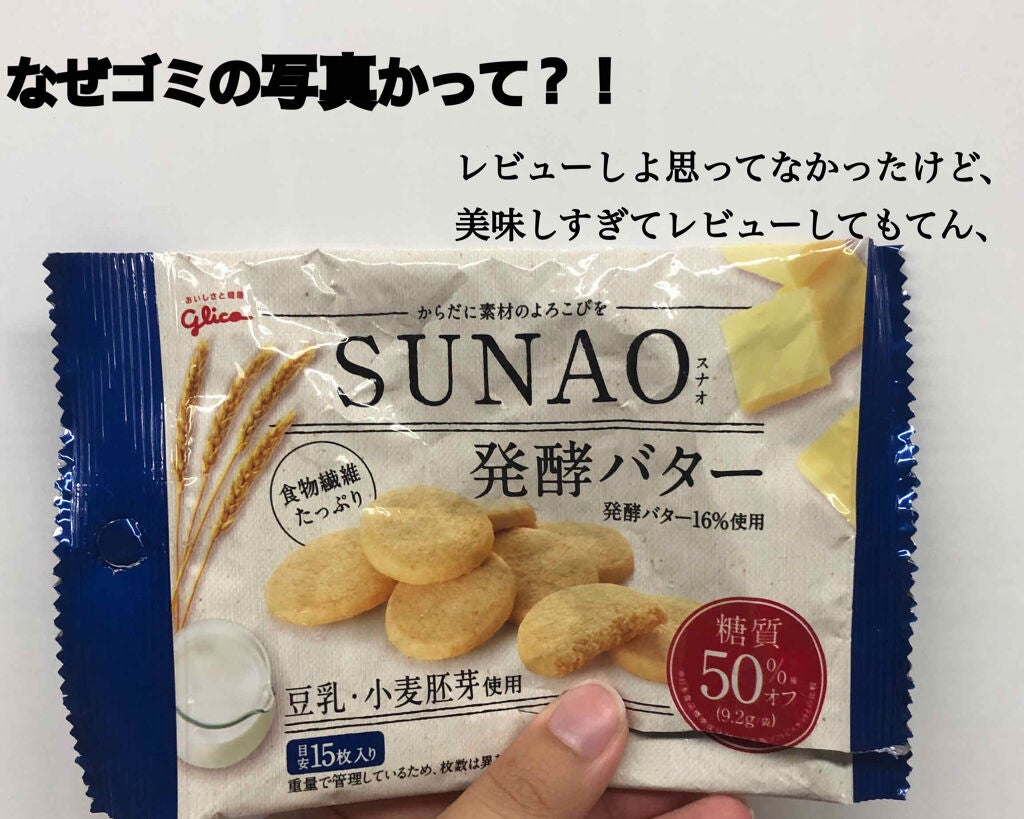 なぜゴミの写真かって？！
レビューしよ思ってなかったけど、
美味しすぎてレビューしてもてん、
おいしさと健康
Glico
からだに素材のよろこびを
SUNAO
スナオ
発酵バター
発酵バター16%使用
食物繊維
たっぷり
糖質
50%※
オフ
(9.2g/袋)
豆乳・小麦胚芽使用
目安15枚入り
重量で管理しているため、枚数は異